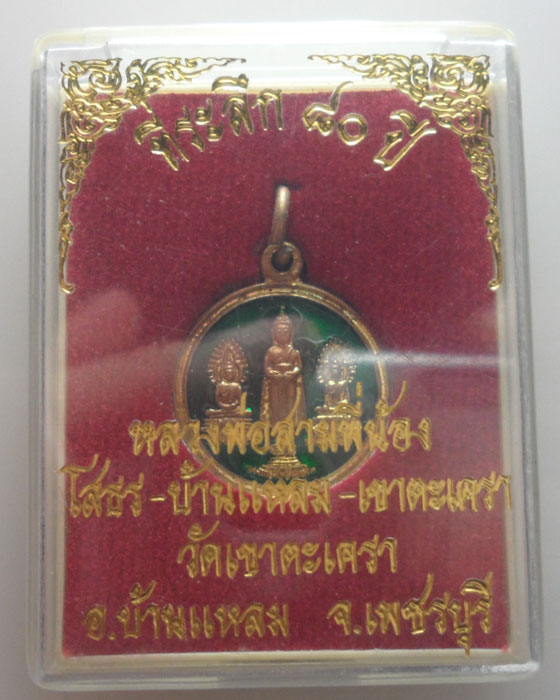 ที่ระลึก ๘๐ ปี
หลวงพ่อสามพี่น้อง
โสธร - บ้านแหลม - เขาตะเครา
วัดเขาตะเครา
อ.บ้านแหลม จ.เพชรบุรี